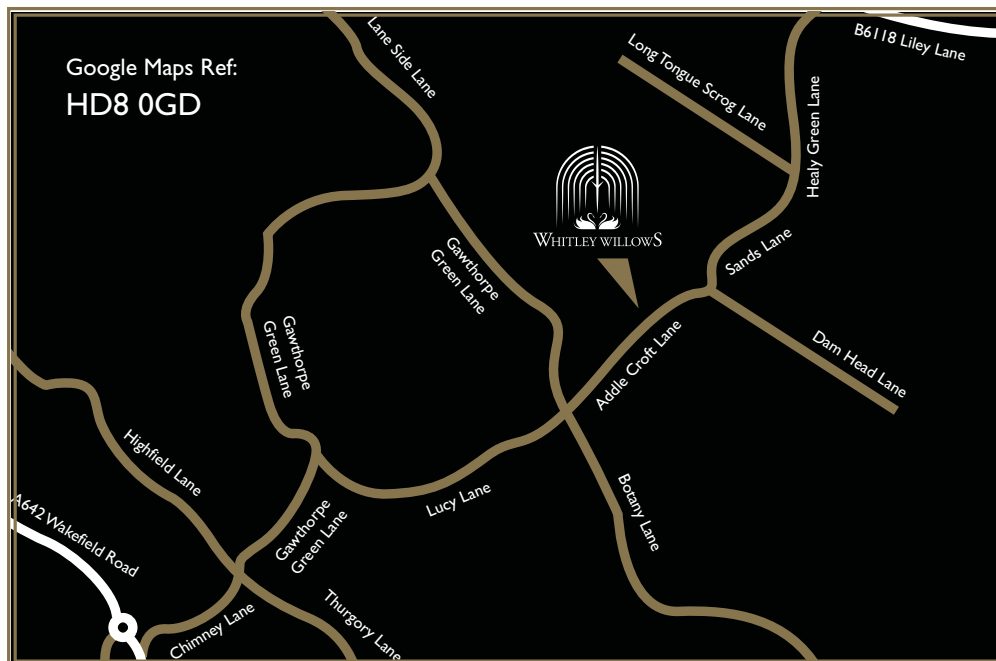 Google Maps Ref:
HD8 0GD
Lane Side Lane
Long Tongue Scrog Lane
B6118 Liley Lane
Healy Green Lane
WHITLEY WILLOWS
Sands Lane
Gawthorpe
Green Lane
Gawthorpe
Green Lane
Addle Croft Lane
Dam Head Lane
Highfield Lane
Lucy Lane
Botany Lane
A642 Wakefield Road
Gawthorpe
Green Lane
Chimney Lane
Thurgory Lane